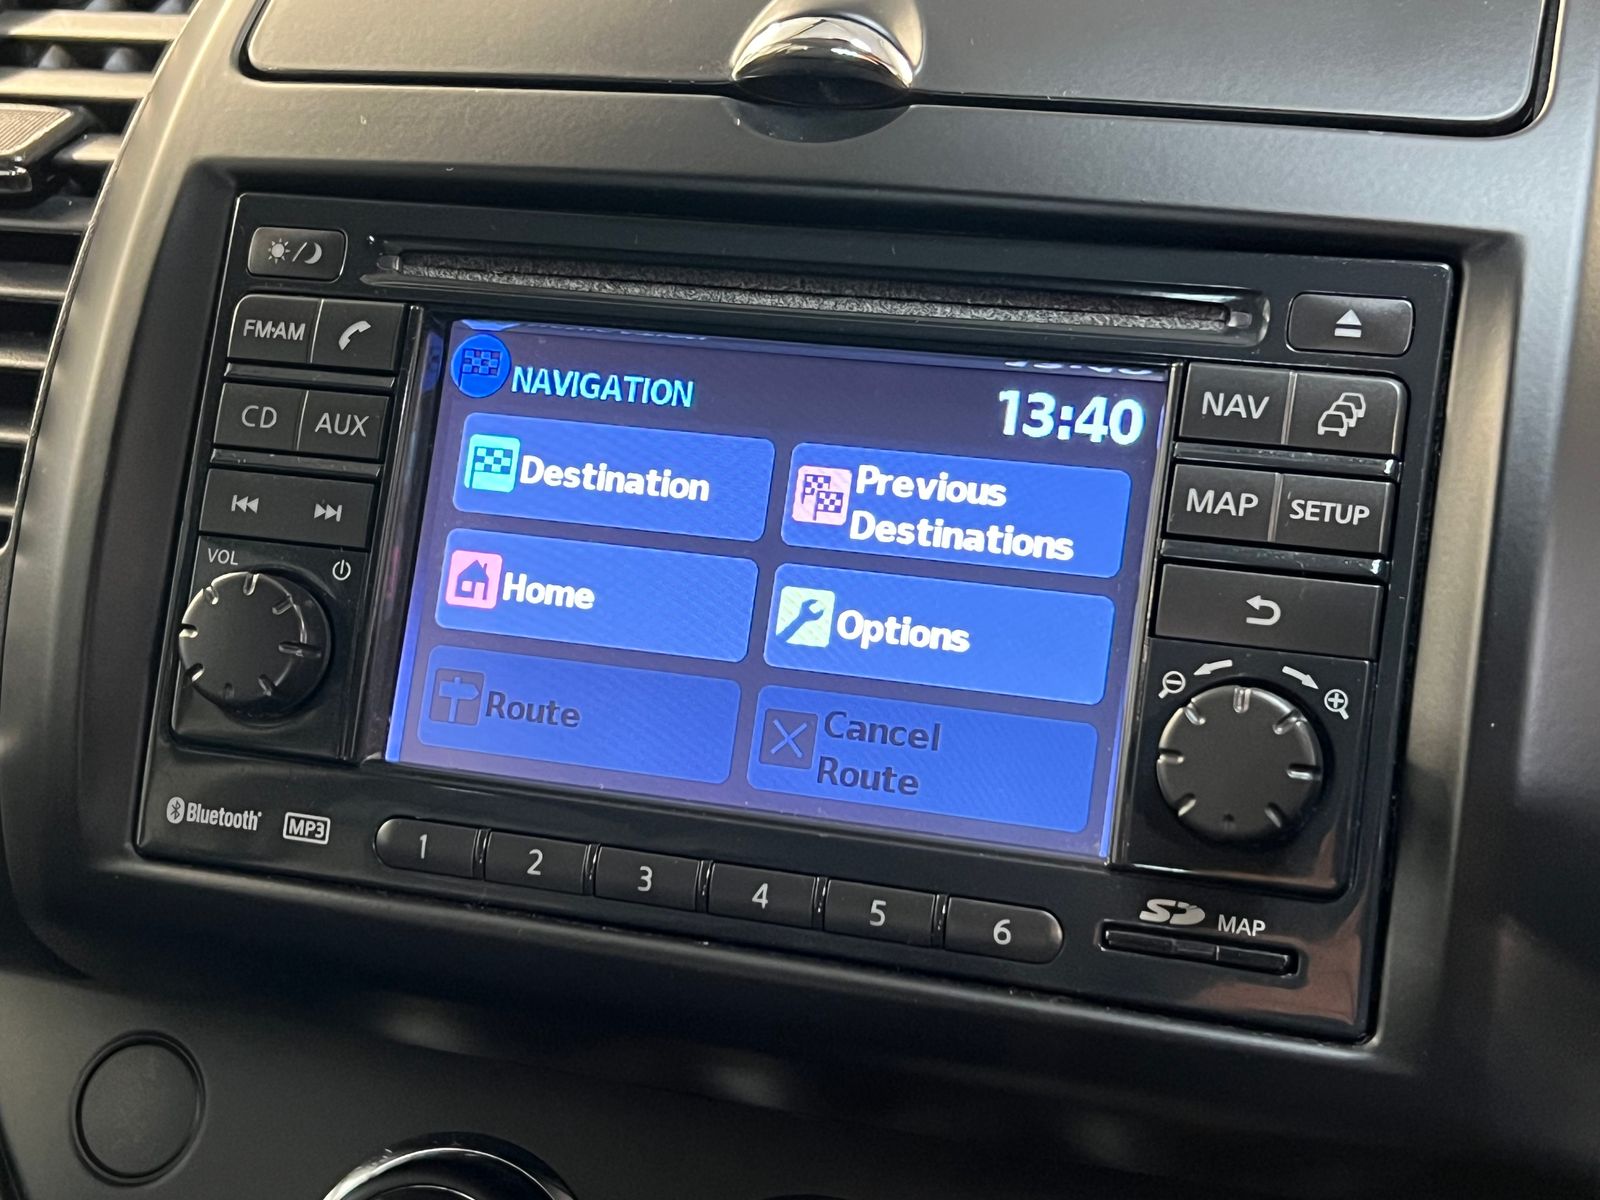 FM·AM
CD
AUX
VOL
NAVIGATION
13:40
Destination
Previous
Destinations
Home
Options
Route
Cancel
Route
NAV
MAP
SETUP
Bluetooth®
MP3
1
2
3
4
5
6
SD
MAP